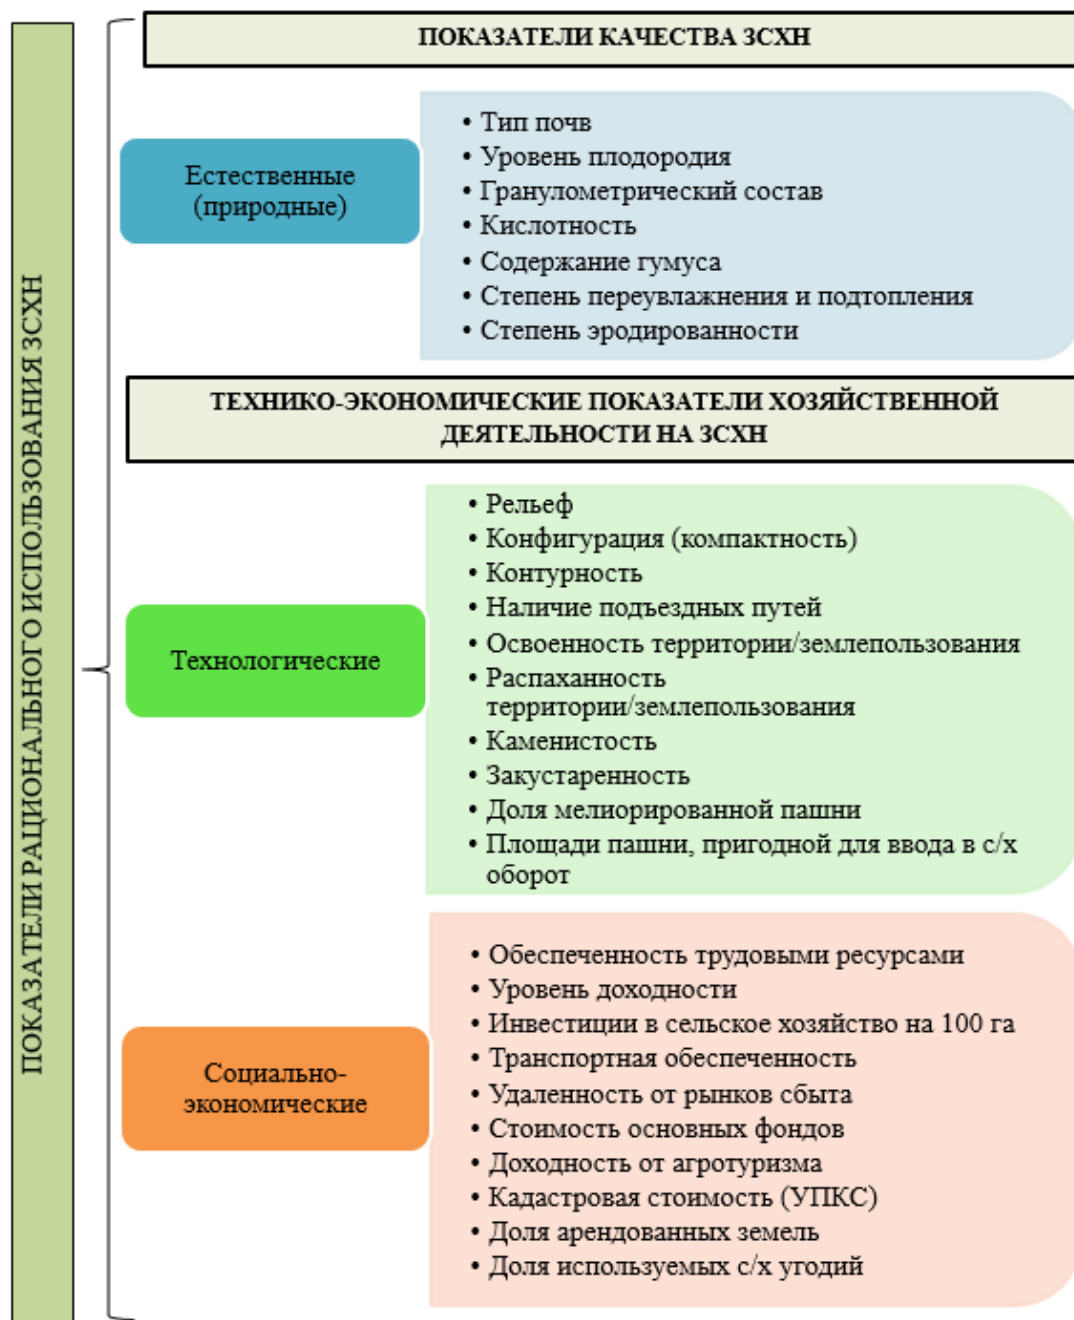 ПОКАЗАТЕЛИ РАЦИОНАЛЬНОГО ИСПОЛЬЗОВАНИЯ ЗСХН
ПОКАЗАТЕЛИ КАЧЕСТВА ЗСХН
Естественные
(природные)
• Тип почв
• Уровень плодородия
• Гранулометрический состав
• Кислотность
• Содержание гумуса
• Степень переувлажнения и подтопления
• Степень эродированности
ТЕХНИКО-ЭКОНОМИЧЕСКИЕ ПОКАЗАТЕЛИ ХОЗЯЙСТВЕННОЙ
ДЕЯТЕЛЬНОСТИ НА ЗСХН
Технологические
• Рельеф
• Конфигурация (компактность)
• Контурность
• Наличие подъездных путей
• Освоенность территории/землепользования
• Распаханность
территории/землепользования
• Каменистость
• Закустаренность
• Доля мелиорированной пашни
• Площади пашни, пригодной для ввода в с/х
оборот
Социально-
экономические
• Обеспеченность трудовыми ресурсами
• Уровень доходности
• Инвестиции в сельское хозяйство на 100 га
• Транспортная обеспеченность
• Удаленность от рынков сбыта
• Стоимость основных фондов
• Доходность от агротуризма
• Кадастровая стоимость (УПКС)
• Доля арендованных земель
• Доля используемых с/х угодий